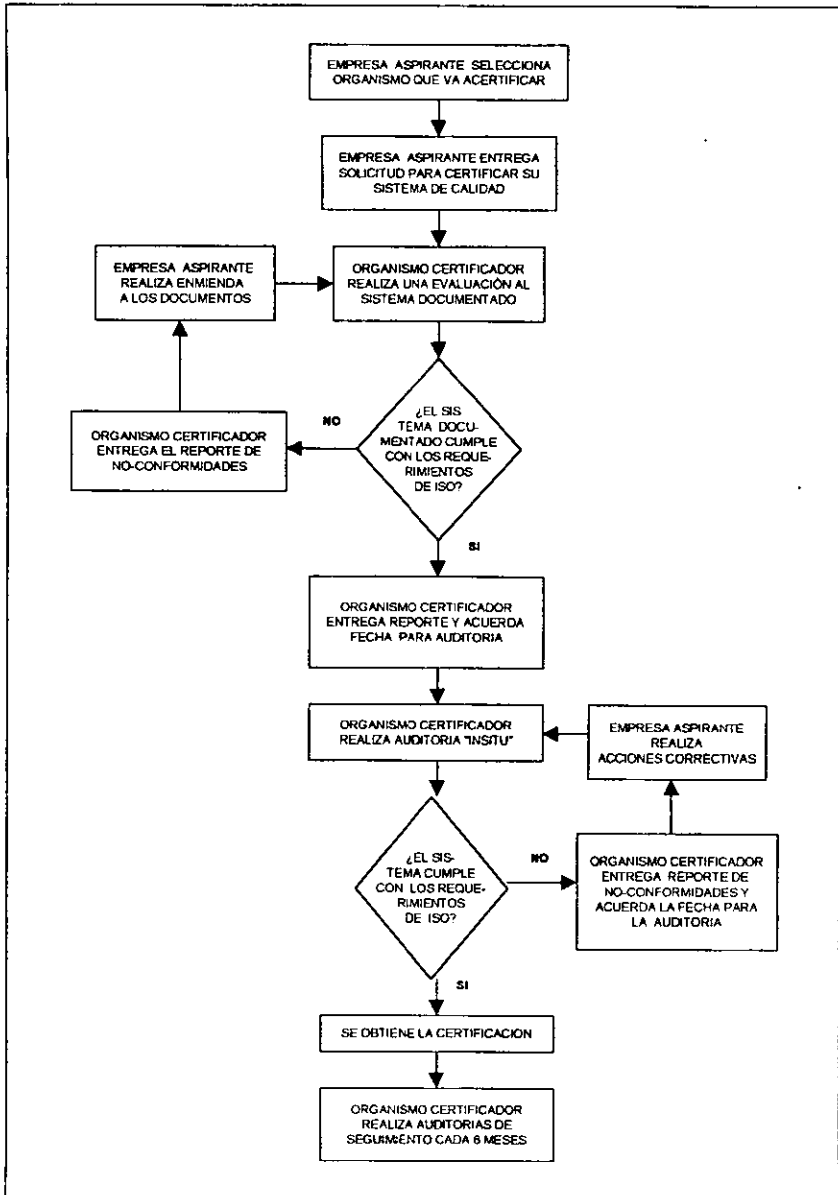 EMPRESA ASPIRANTE SELECCIONA
ORGANISMO QUE VA ACERTIFICAR
EMPRESA ASPIRANTE ENTREGA
SOLICITUD PARA CERTIFICAR SU
SISTEMA DE CALIDAD
EMPRESA ASPIRANTE
REALIZA ENMIENDA
A LOS DOCUMENTOS
ORGANISMO CERTIFICADOR
REALIZA UNA EVALUACIÓN AL
SISTEMA DOCUMENTADO
¿EL SIS
TEMA DOCU-
MENTADO CUMPLE
CON LOS REQUE-
RIMIENTOS
DE ISO?
NO
ORGANISMO CERTIFICADOR
ENTREGA EL REPORTE DE
NO-CONFORMIDADES
SI
ORGANISMO CERTIFICADOR
ENTREGA REPORTE Y ACUERDA
FECHA PARA AUDITORIA
ORGANISMO CERTIFICADOR
REALIZA AUDITORIA "INSITU"
EMPRESA ASPIRANTE
REALIZA
ACCIONES CORRECTIVAS
¿EL SIS-
TEMA CUMPLE
CON LOS REQUE-
RIMIENTOS
DE ISO?
NO
ORGANISMO CERTIFICADOR
ENTREGA REPORTE DE
NO-CONFORMIDADES Y
ACUERDA LA FECHA PARA
LA AUDITORIA
SI
SE OBTIENE LA CERTIFICACION
ORGANISMO CERTIFICADOR
REALIZA AUDITORIAS DE
SEGUIMIENTO CADA 6 MESES